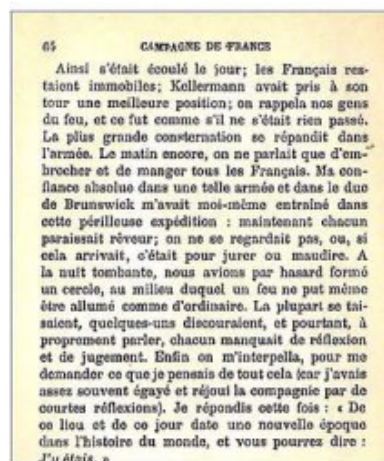 65 CAMPAGNE DE FRANCE
Ainsi s'était écoulé le jour; les Français res-
taient immobiles; Kellermann avait pris à son
tour une meilleure position; on rappela nos gens
du feu, et ce fut comme s'il ne s'était rien passé.
La plus grande consternation se répandit dans
l'armée. Le matin encore, on ne parlait que d'em-
brocher et de manger tous les Français. Ma con-
fiance absolue dans une telle armée et dans le duc
de Brunswick m'avait moi-même entraîné dans
cette périlleuse expédition : maintenant chacun
paraissait rêveur; on ne se regardait pas, ou, si
cela arrivait, c'était pour jurer ou maudire. A
la nuit tombante, nous avions par hasard formé
un cercle, au milieu duquel un feu ne put même
être allumé comme d'ordinaire. La plupart se tai-
saient, quelques-uns discouraient, et pourtant, à
proprement parler, chacun manquait de réflexion
et de jugement. Enfin on m'interpella, pour me
demander ce que je pensais de tout cela (car j'avais
assez souvent égayé et réjoui la compagnie par de
courtes réflexions). Je répondis cette fois : « De
ce lieu et de ce jour date une nouvelle époque
dans l'histoire du monde, et vous pourrez dire :
J'y étais. »